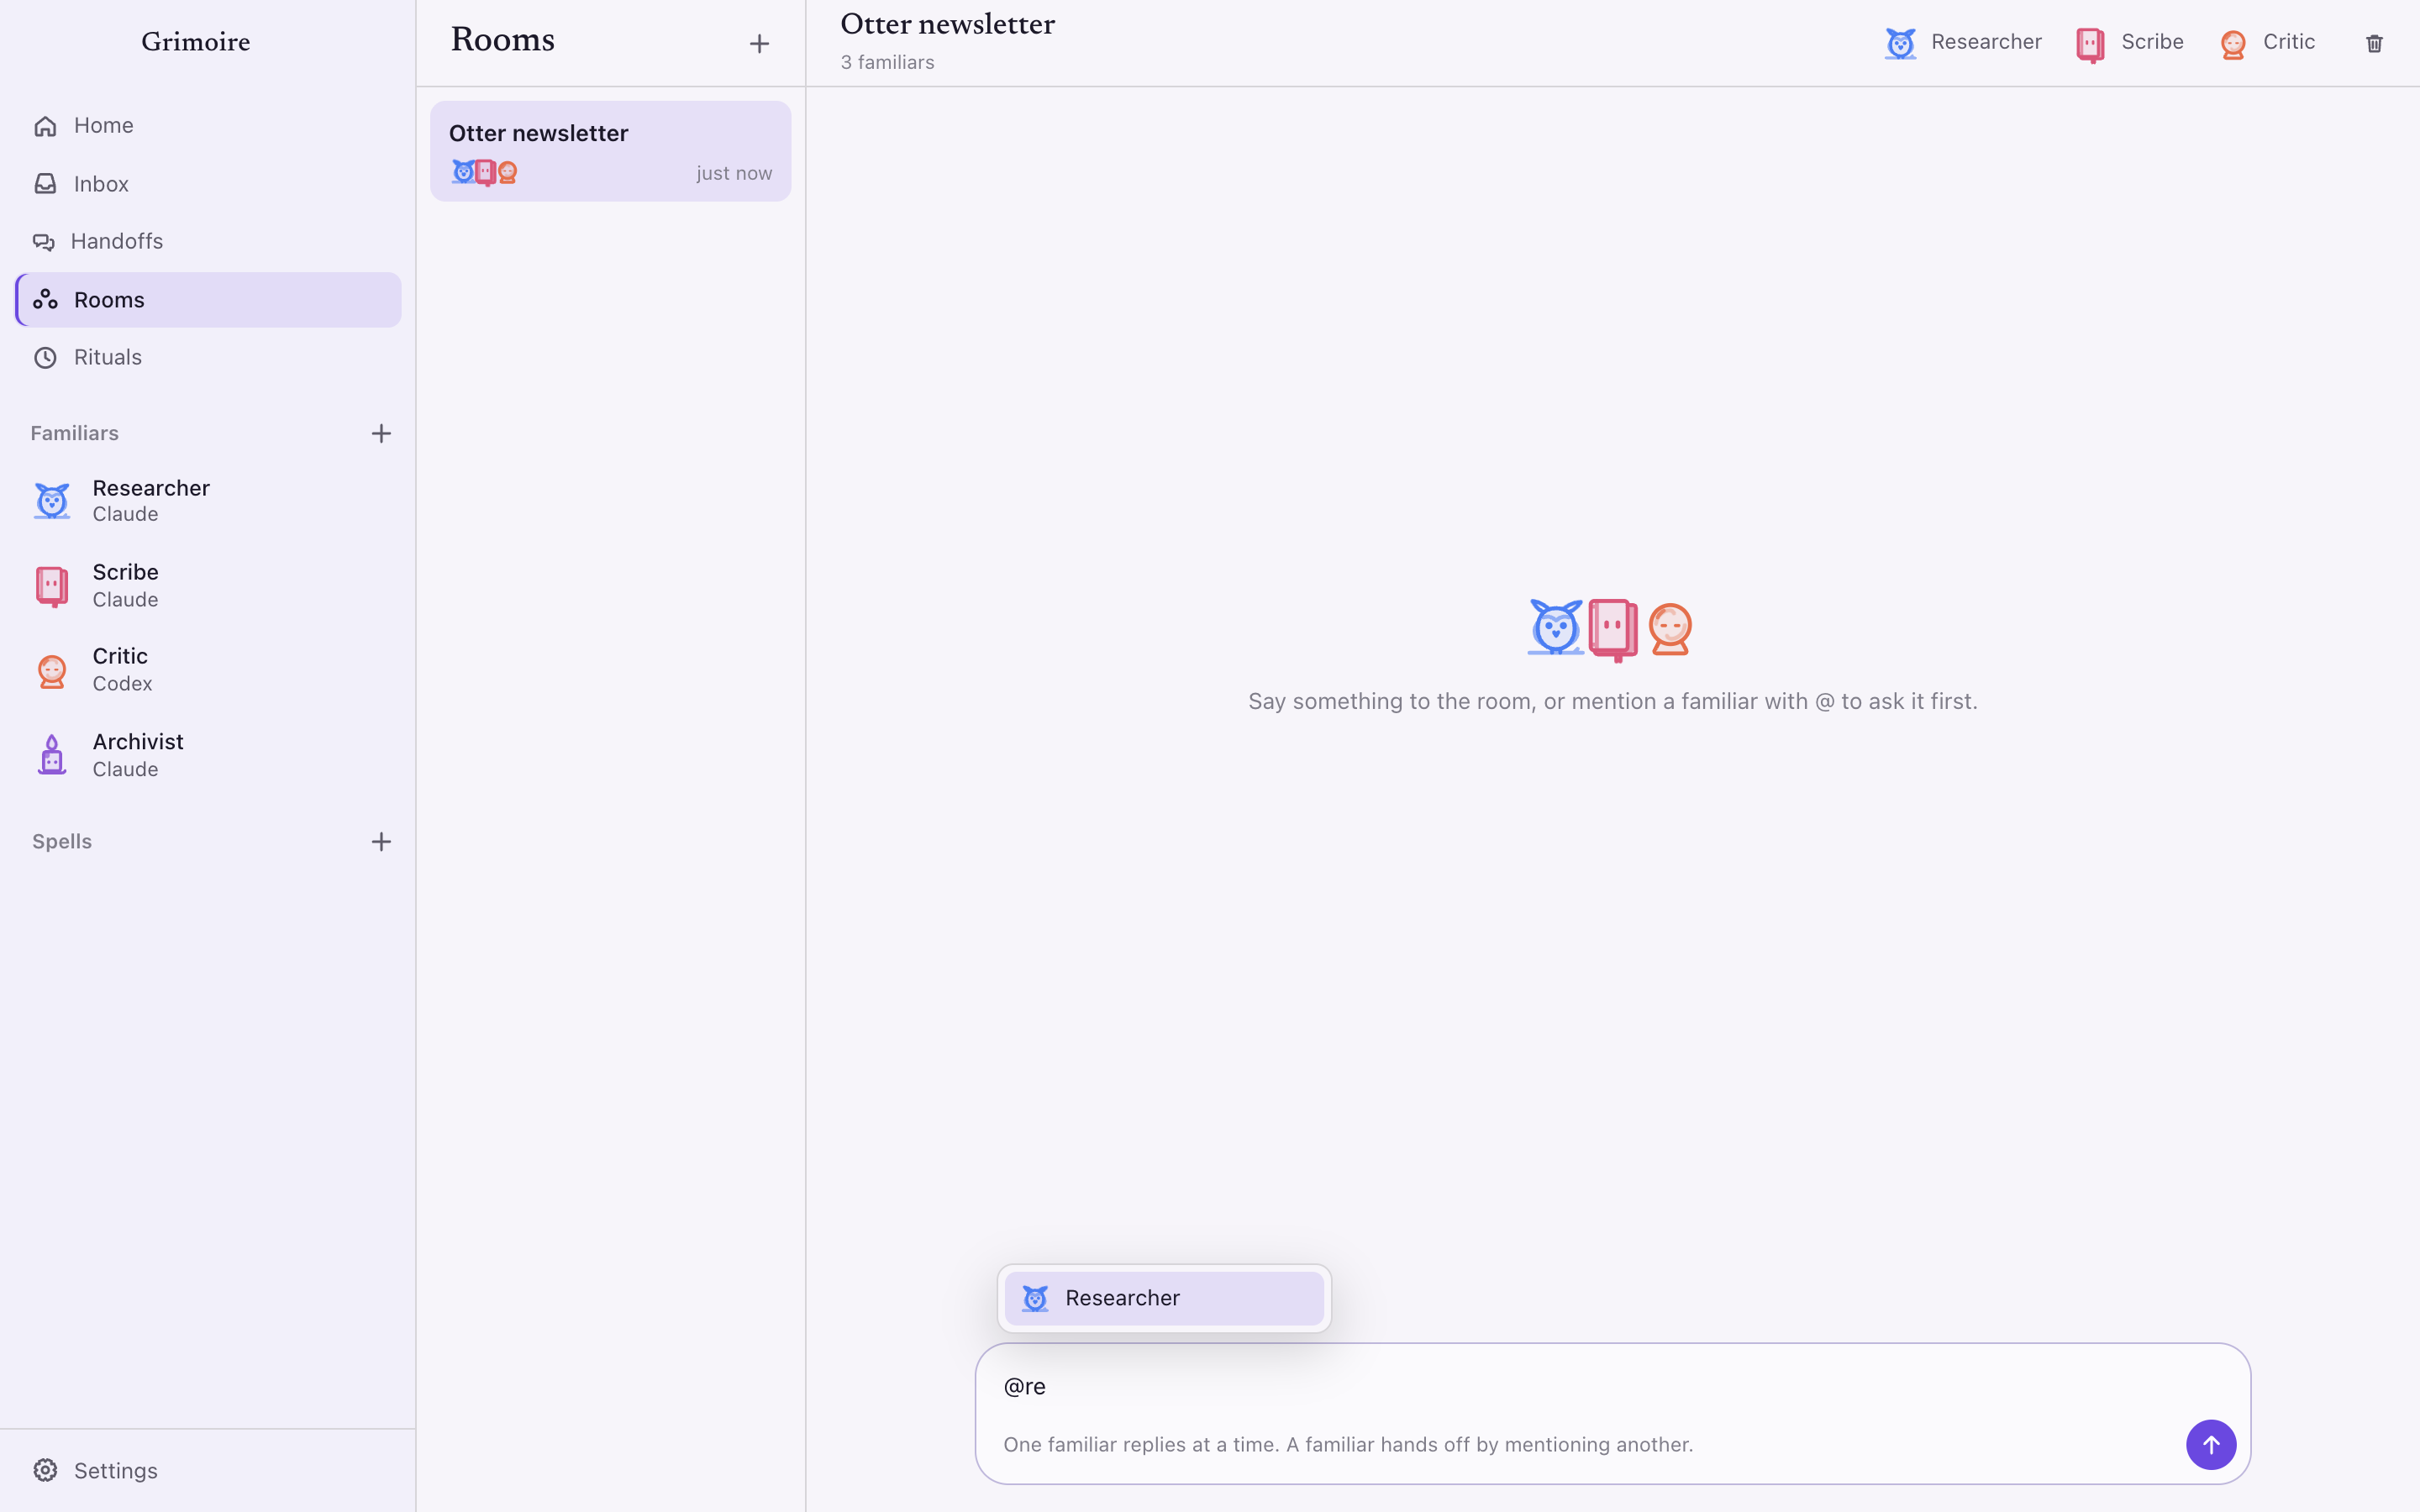 Grimoire
Home
Inbox
Handoffs
Rooms
Rituals
Familiars
Researcher
Claude
Scribe
Claude
Critic
Codex
Archivist
Claude
Spells
Settings
Rooms
Otter newsletter
just now
Otter newsletter
3 familiars
Researcher
Scribe
Critic
Say something to the room, or mention a familiar with @ to ask it first.
Researcher
@re
One familiar replies at a time. A familiar hands off by mentioning another.